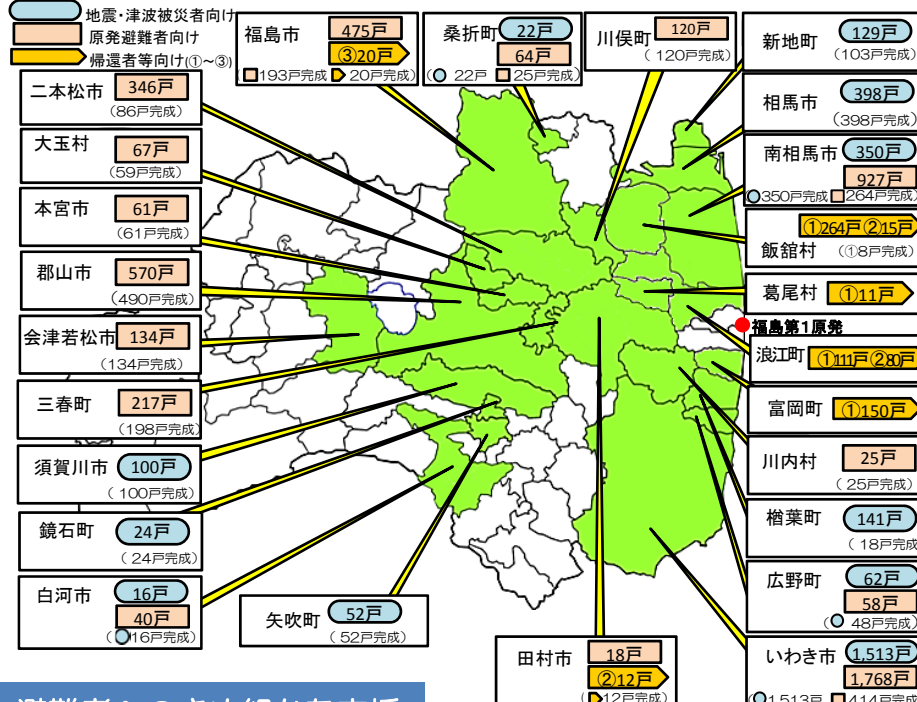 地震・津波被災者向け
原発避難者向け
帰還者等向け(①～③)
福島市
475戸
③20戸
193戸完成 20戸完成
桑折町
22戸
64戸
( 22戸 25戸完成)
川俣町
120戸
(120戸完成)
新地町
129戸
(103戸完成)
相馬市
398戸
(398戸完成)
南相馬市
350戸
927戸
350戸完成 264戸完成
①264戸②15戸
飯舘村
(①8戸完成)
葛尾村
①11戸
福島第1原発
浪江町
①111戸②80戸
富岡町
①150戸
川内村
25戸
(25戸完成)
楢葉町
141戸
(18戸完成)
広野町
62戸
58戸
( 48戸完成)
いわき市
1,513戸
1,768戸
( 1,513戸 414戸完成
二本松市
346戸
(86戸完成)
大玉村
67戸
(59戸完成)
本宮市
61戸
(61戸完成)
郡山市
570戸
(490戸完成)
会津若松市
134戸
(134戸完成)
三春町
217戸
(198戸完成)
須賀川市
100戸
(100戸完成)
鏡石町
24戸
(24戸完成)
白河市
16戸
40戸
( 16戸完成)
矢吹町
52戸
(52戸完成)
田村市
18戸
②12戸
( 12戸完成)